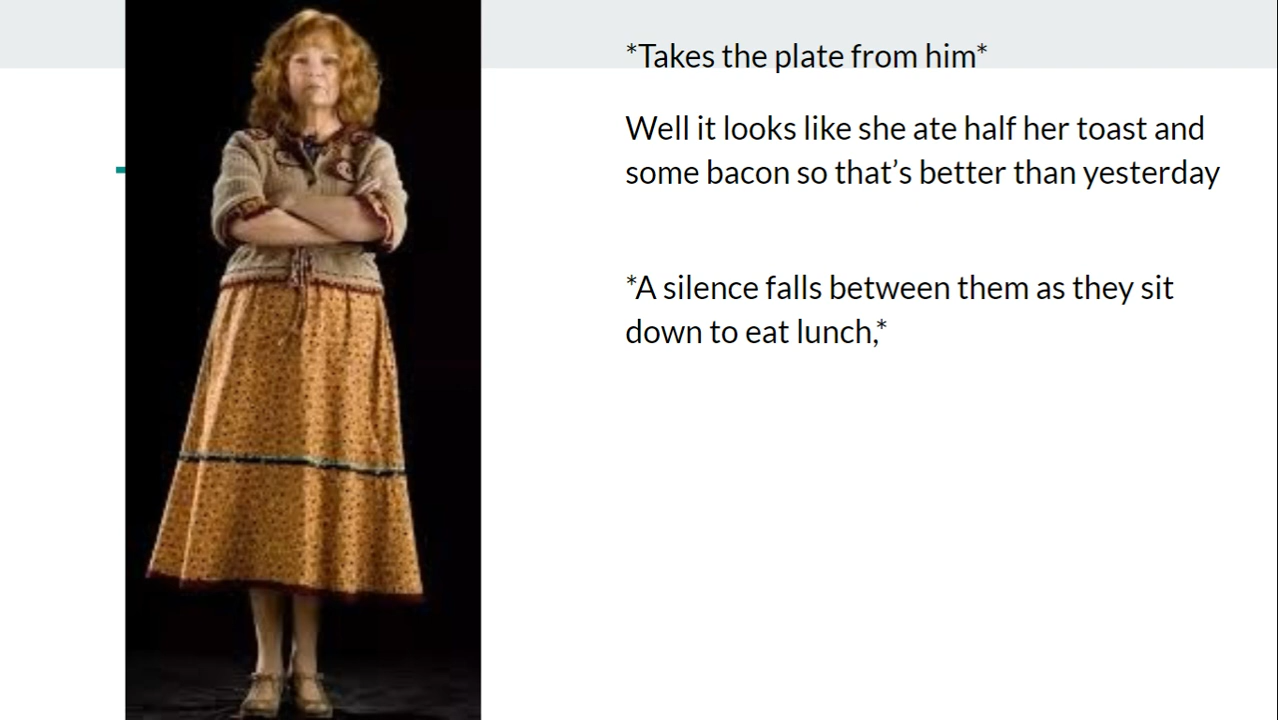 *Takes the plate from him*
Well it looks like she ate half her toast and
some bacon so that’s better than yesterday
*A silence falls between them as they sit
down to eat lunch,*